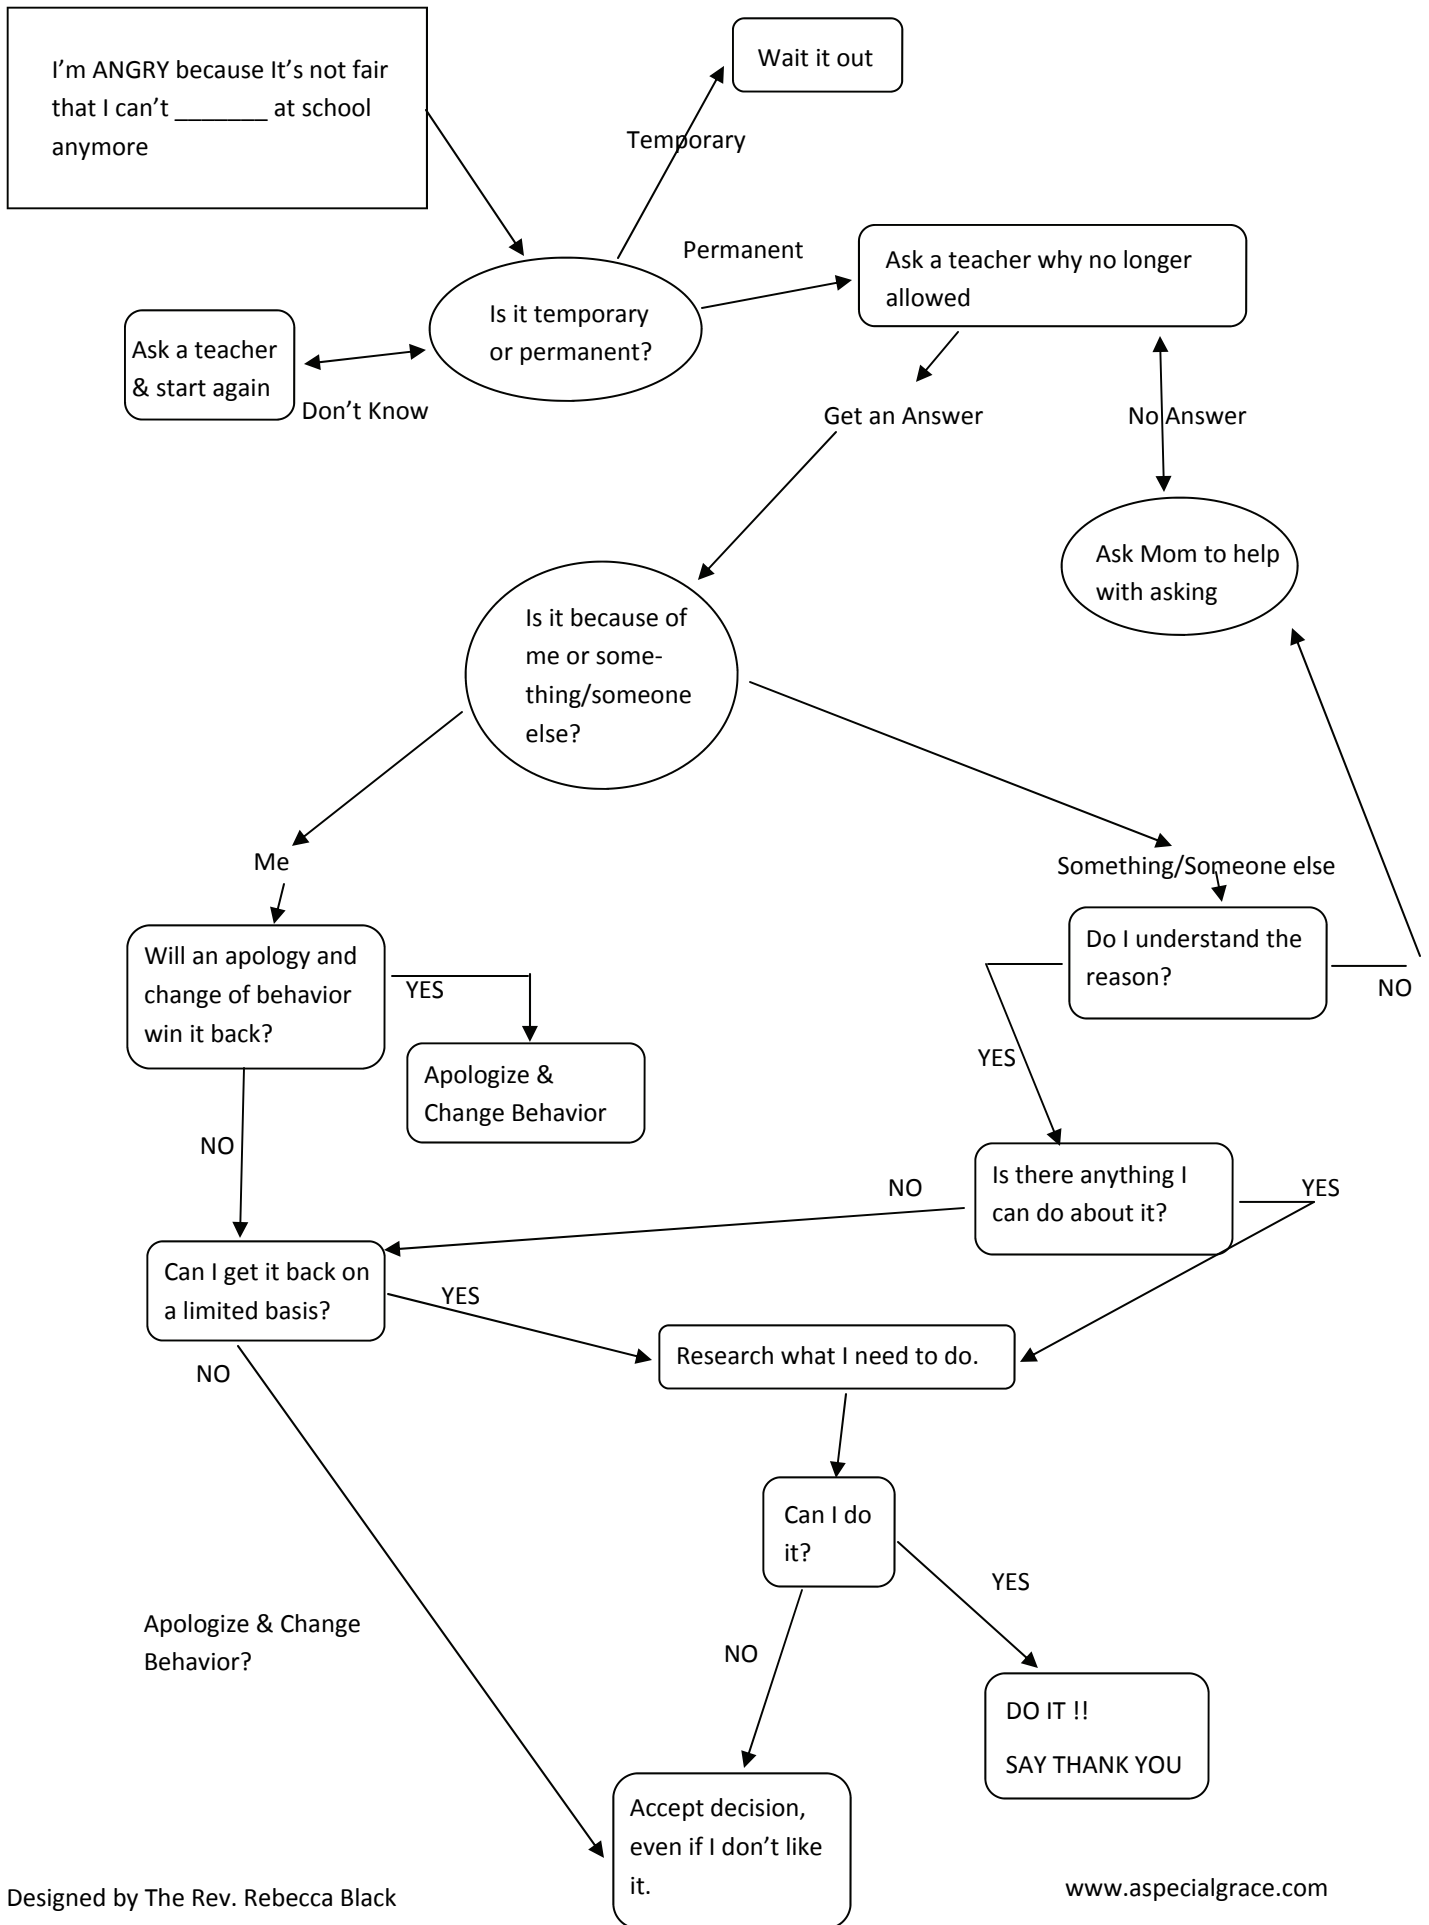 I’m ANGRY because It’s not fair
that I can’t _______ at school
anymore
Wait it out
Temporary
Permanent
Ask a teacher why no longer
allowed
Is it temporary
or permanent?
Ask a teacher
& start again
Don’t Know
Get an Answer
No Answer
Ask Mom to help
with asking
Is it because of
me or some-
thing/someone
else?
Me
Something/Someone else
Will an apology and
change of behavior
win it back?
YES
Do I understand the
reason?
NO
YES
Apologize &
Change Behavior
NO
Is there anything I
can do about it?
NO
YES
Can I get it back on
a limited basis?
YES
NO
Research what I need to do.
Can I do
it?
YES
NO
Apologize & Change
Behavior?
DO IT !!
SAY THANK YOU
Accept decision,
even if I don’t like
it.
Designed by The Rev. Rebecca Black
www.aspecialgrace.com